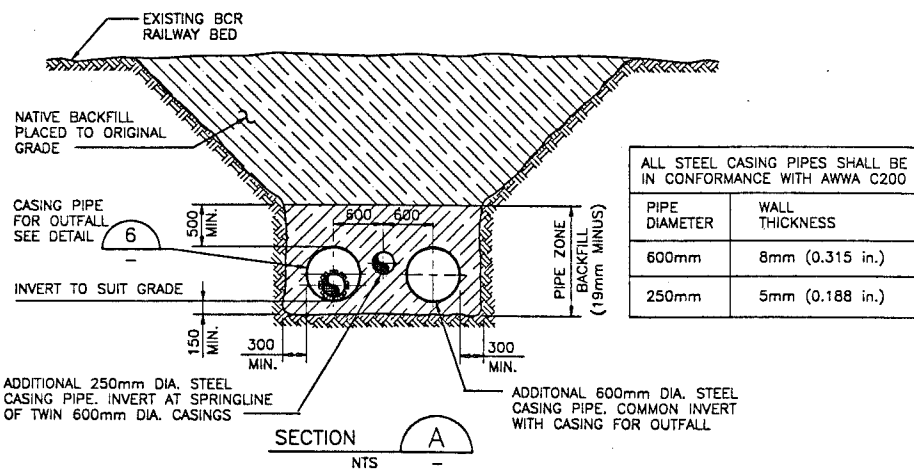 EXISTING BCR
RAILWAY BED
NATIVE BACKFILL
PLACED TO ORIGINAL
GRADE
CASING PIPE
FOR OUTFALL
SEE DETAIL
6
-
500
MIN.
600
600
INVERT TO SUIT GRADE
150
MIN.
300
MIN.
300
MIN.
PIPE ZONE
BACKFILL
(19mm MINUS)
ALL STEEL CASING PIPES SHALL BE
IN CONFORMANCE WITH AWWA C200
PIPE
DIAMETER
WALL
THICKNESS
600mm
8mm (0.315 in.)
250mm
5mm (0.188 in.)
ADDITIONAL 250mm DIA. STEEL
CASING PIPE. INVERT AT SPRINGLINE
OF TWIN 600mm DIA. CASINGS
ADDITONAL 600mm DIA. STEEL
CASING PIPE. COMMON INVERT
WITH CASING FOR OUTFALL
SECTION
A
NTS
-